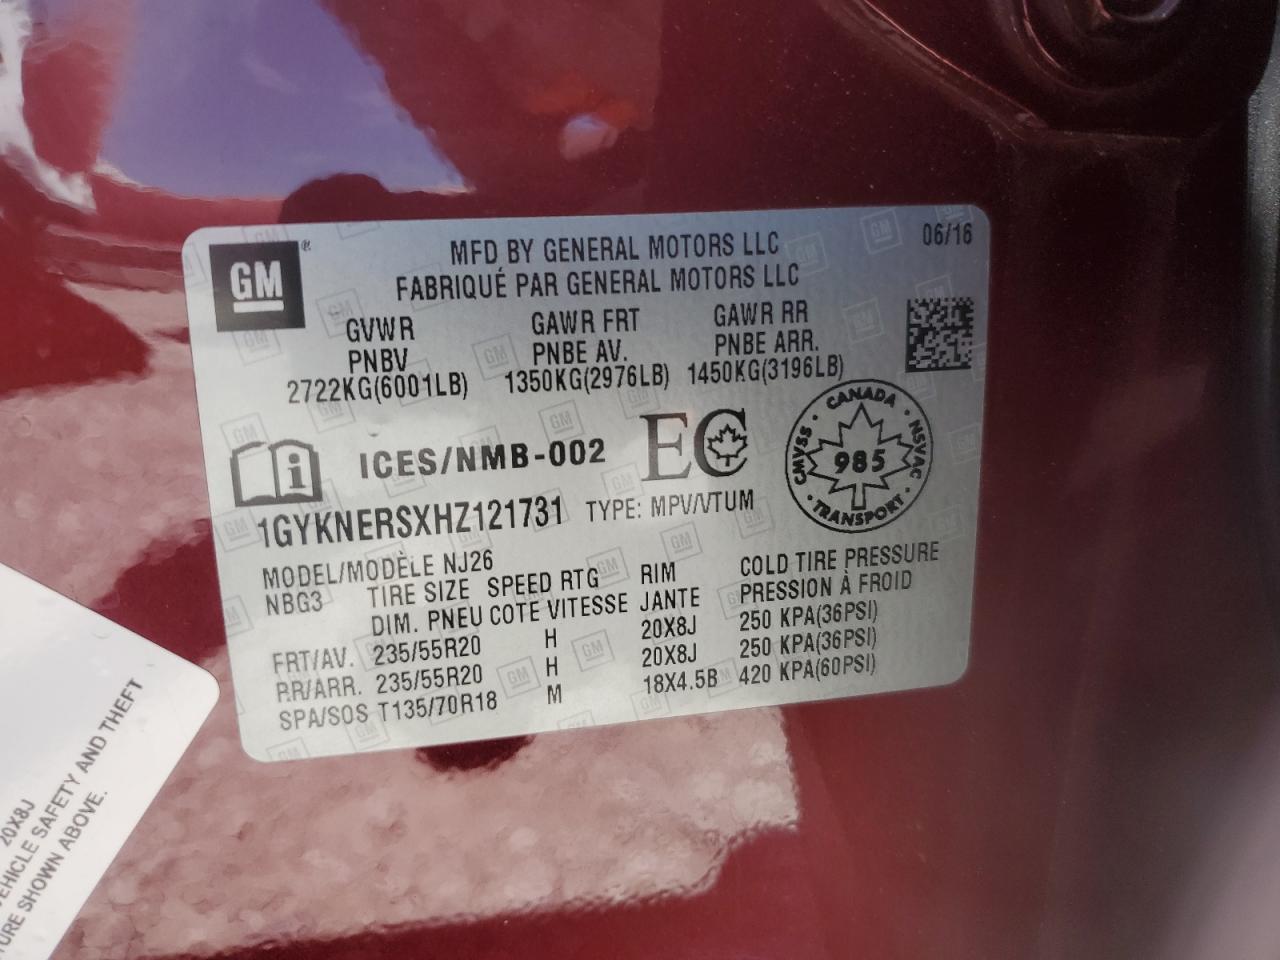 GM ®
MFD BY GENERAL MOTORS LLC
FABRIQUÉ PAR GENERAL MOTORS LLC
06/16
GVWR GAWR FRT GAWR RR
PNBV PNBE AV. PNBE ARR.
2722KG(6001LB) 1350KG(2976LB) 1450KG(3196LB)
ICES/NMB-002 EC
CANADA
CMVSS 985 NSVAC
TRANSPORT
1GYKNERSXHZ121731 TYPE: MPV/VTUM
MODEL/MODÈLE NJ26
NBG3 TIRE SIZE SPEED RTG RIM COLD TIRE PRESSURE
DIM. PNEU COTE VITESSE JANTE PRESSION À FROID
FRT/AV. 235/55R20 H 20X8J 250 KPA(36PSI)
RR/ARR. 235/55R20 H 20X8J 250 KPA(36PSI)
SPA/SOS T135/70R18 M 18X4.5B 420 KPA(60PSI)
20X8J
VEHICLE SAFETY AND THEFT
SHOWN ABOVE.